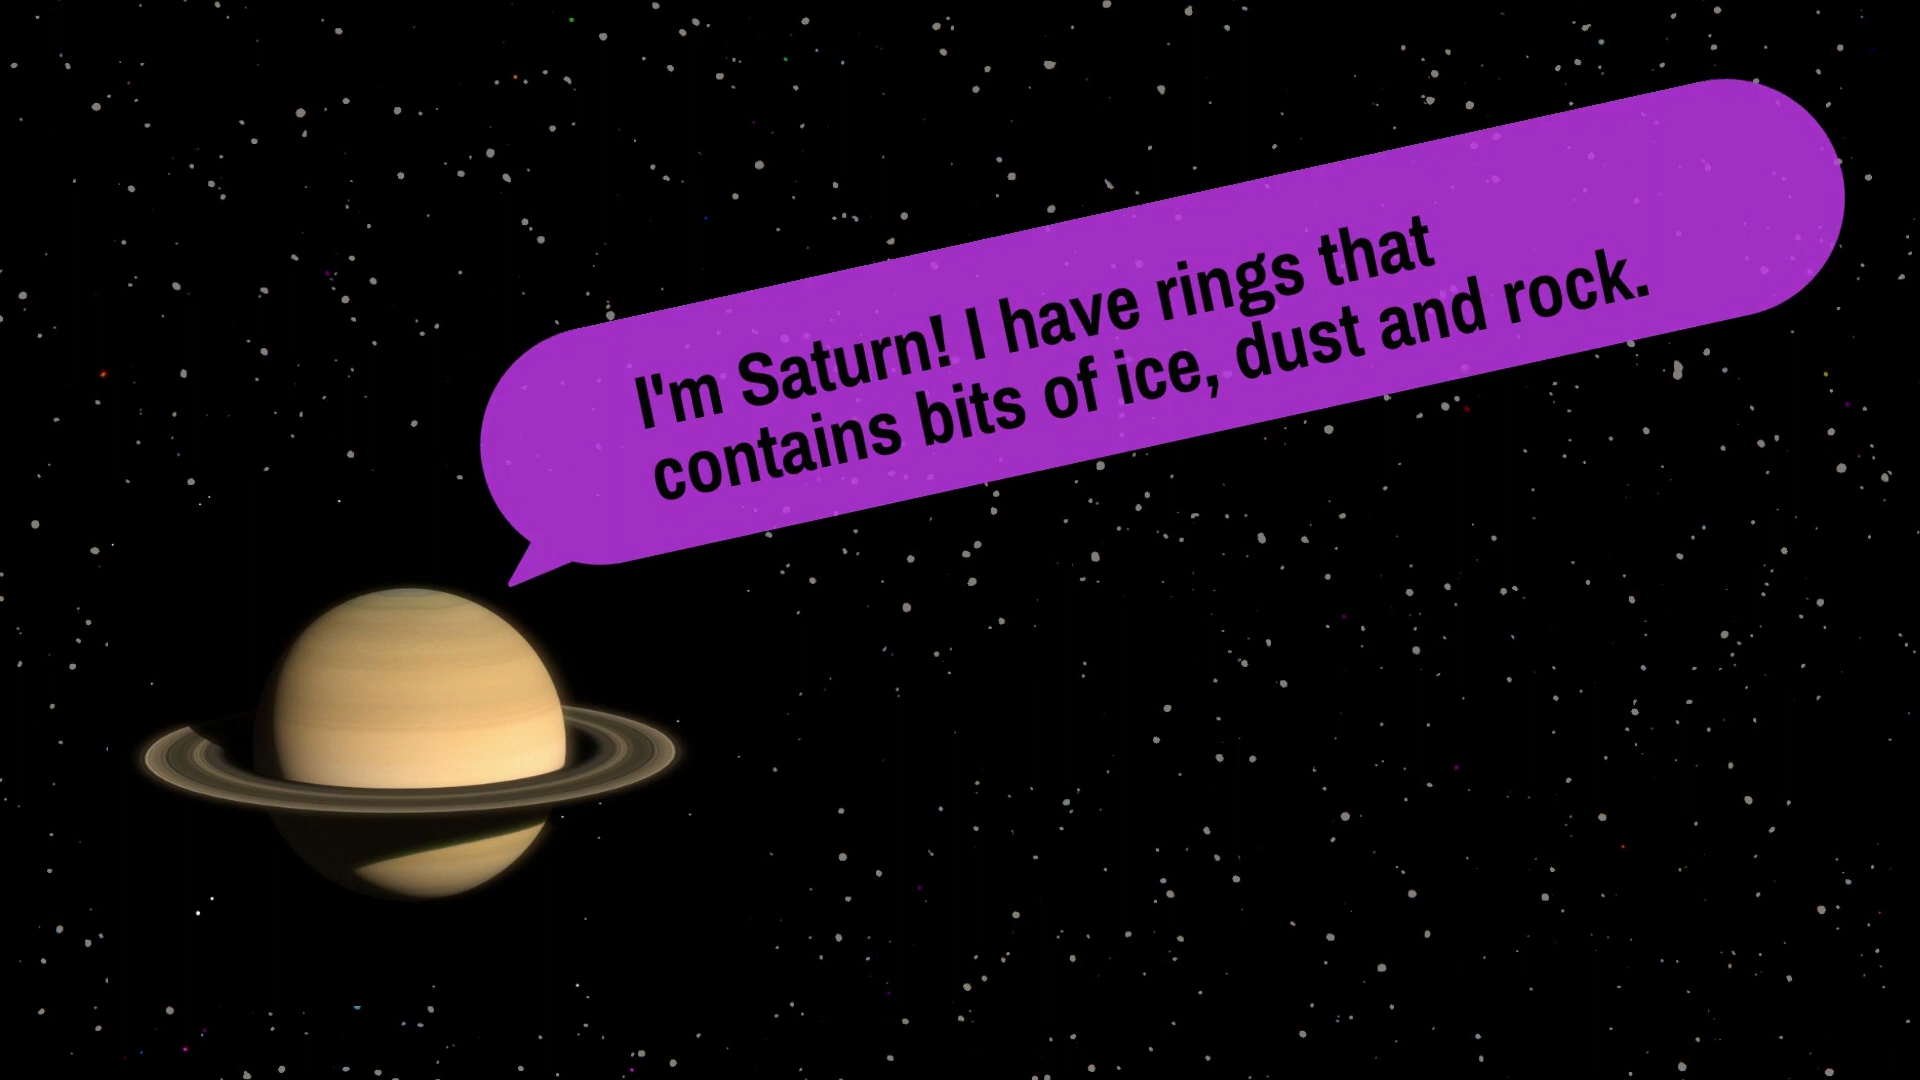 I'm Saturn! I have rings that
contains bits of ice, dust and rock.